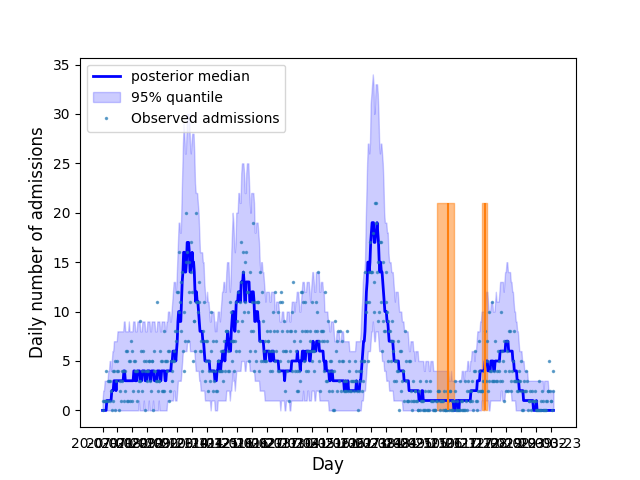 35
30
25
20
15
10
5
0
posterior median
95% quantile
Observed admissions
Daily number of admissions
Day